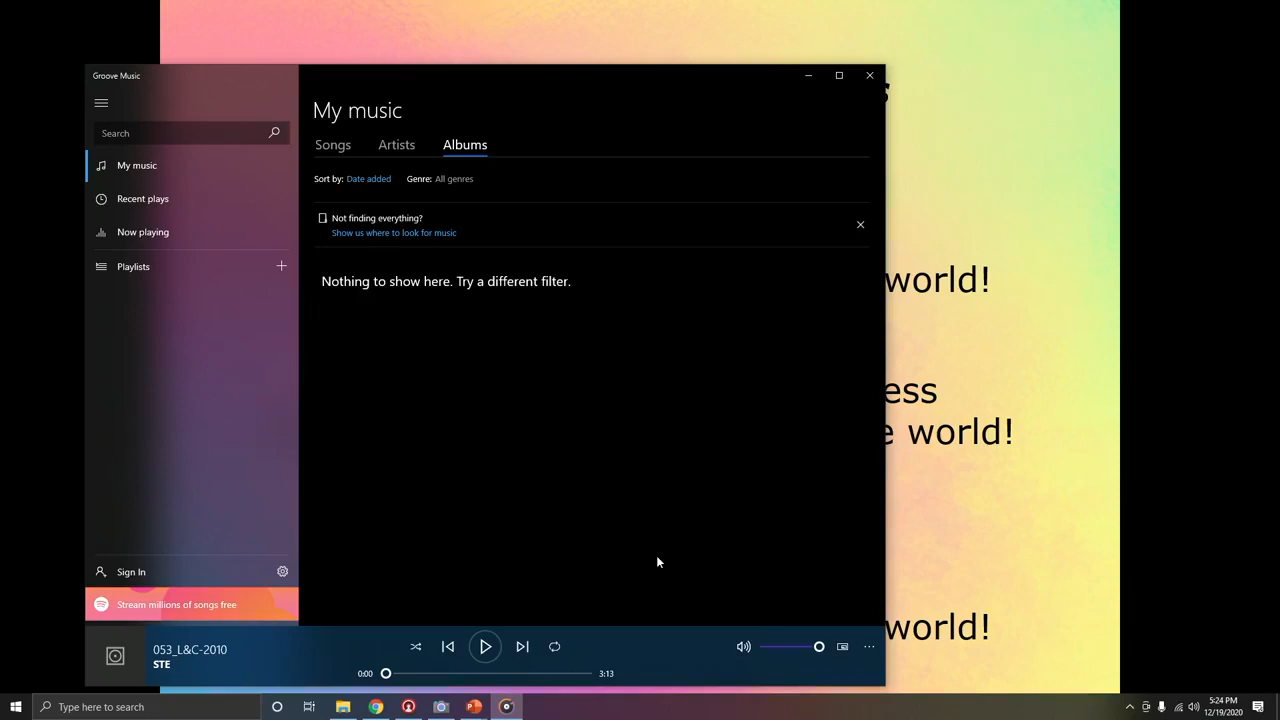 Groove Music
My music
Search
Songs Artists Albums
My music
Sort by: Date added Genre: All genres
Recent plays
Not finding everything?
Show us where to look for music
Now playing
Playlists
Nothing to show here. Try a different filter.
world!
ess
e world!
world!
Sign In
Stream millions of songs free
053_L&C-2010
STE
0:00 3:13
Type here to search
5:24 PM
12/19/2020